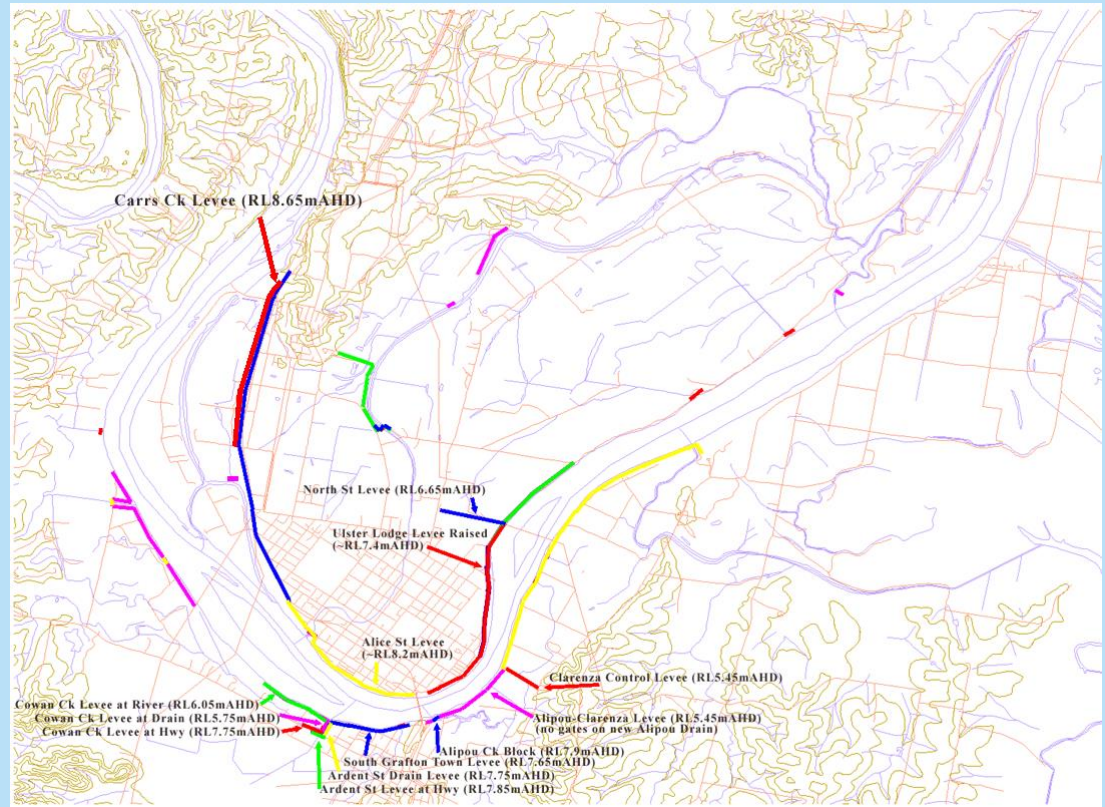 Carrs Ck Levee (RL8.65mAHD)
North St Levee (RL6.65mAHD)
Ulster Lodge Levee Raised
(~RL7.4mAHD)
Alice St Levee
(~RL8.2mAHD)
Clarenza Control Levee (RL5.45mAHD)
Cowan Ck Levee at River (RL6.05mAHD)
Cowan Ck Levee at Drain (RL5.75mAHD)
Cowan Ck Levee at Hwy (RL7.75mAHD)
Alipou-Clarenza Levee (RL5.45mAHD)
(no gates on new Alipou Drain)
Alipou Ck Block (RL7.9mAHD)
South Grafton Town Levee (RL7.65mAHD)
Ardent St Drain Levee (RL7.75mAHD)
Ardent St Levee at Hwy (RL7.85mAHD)